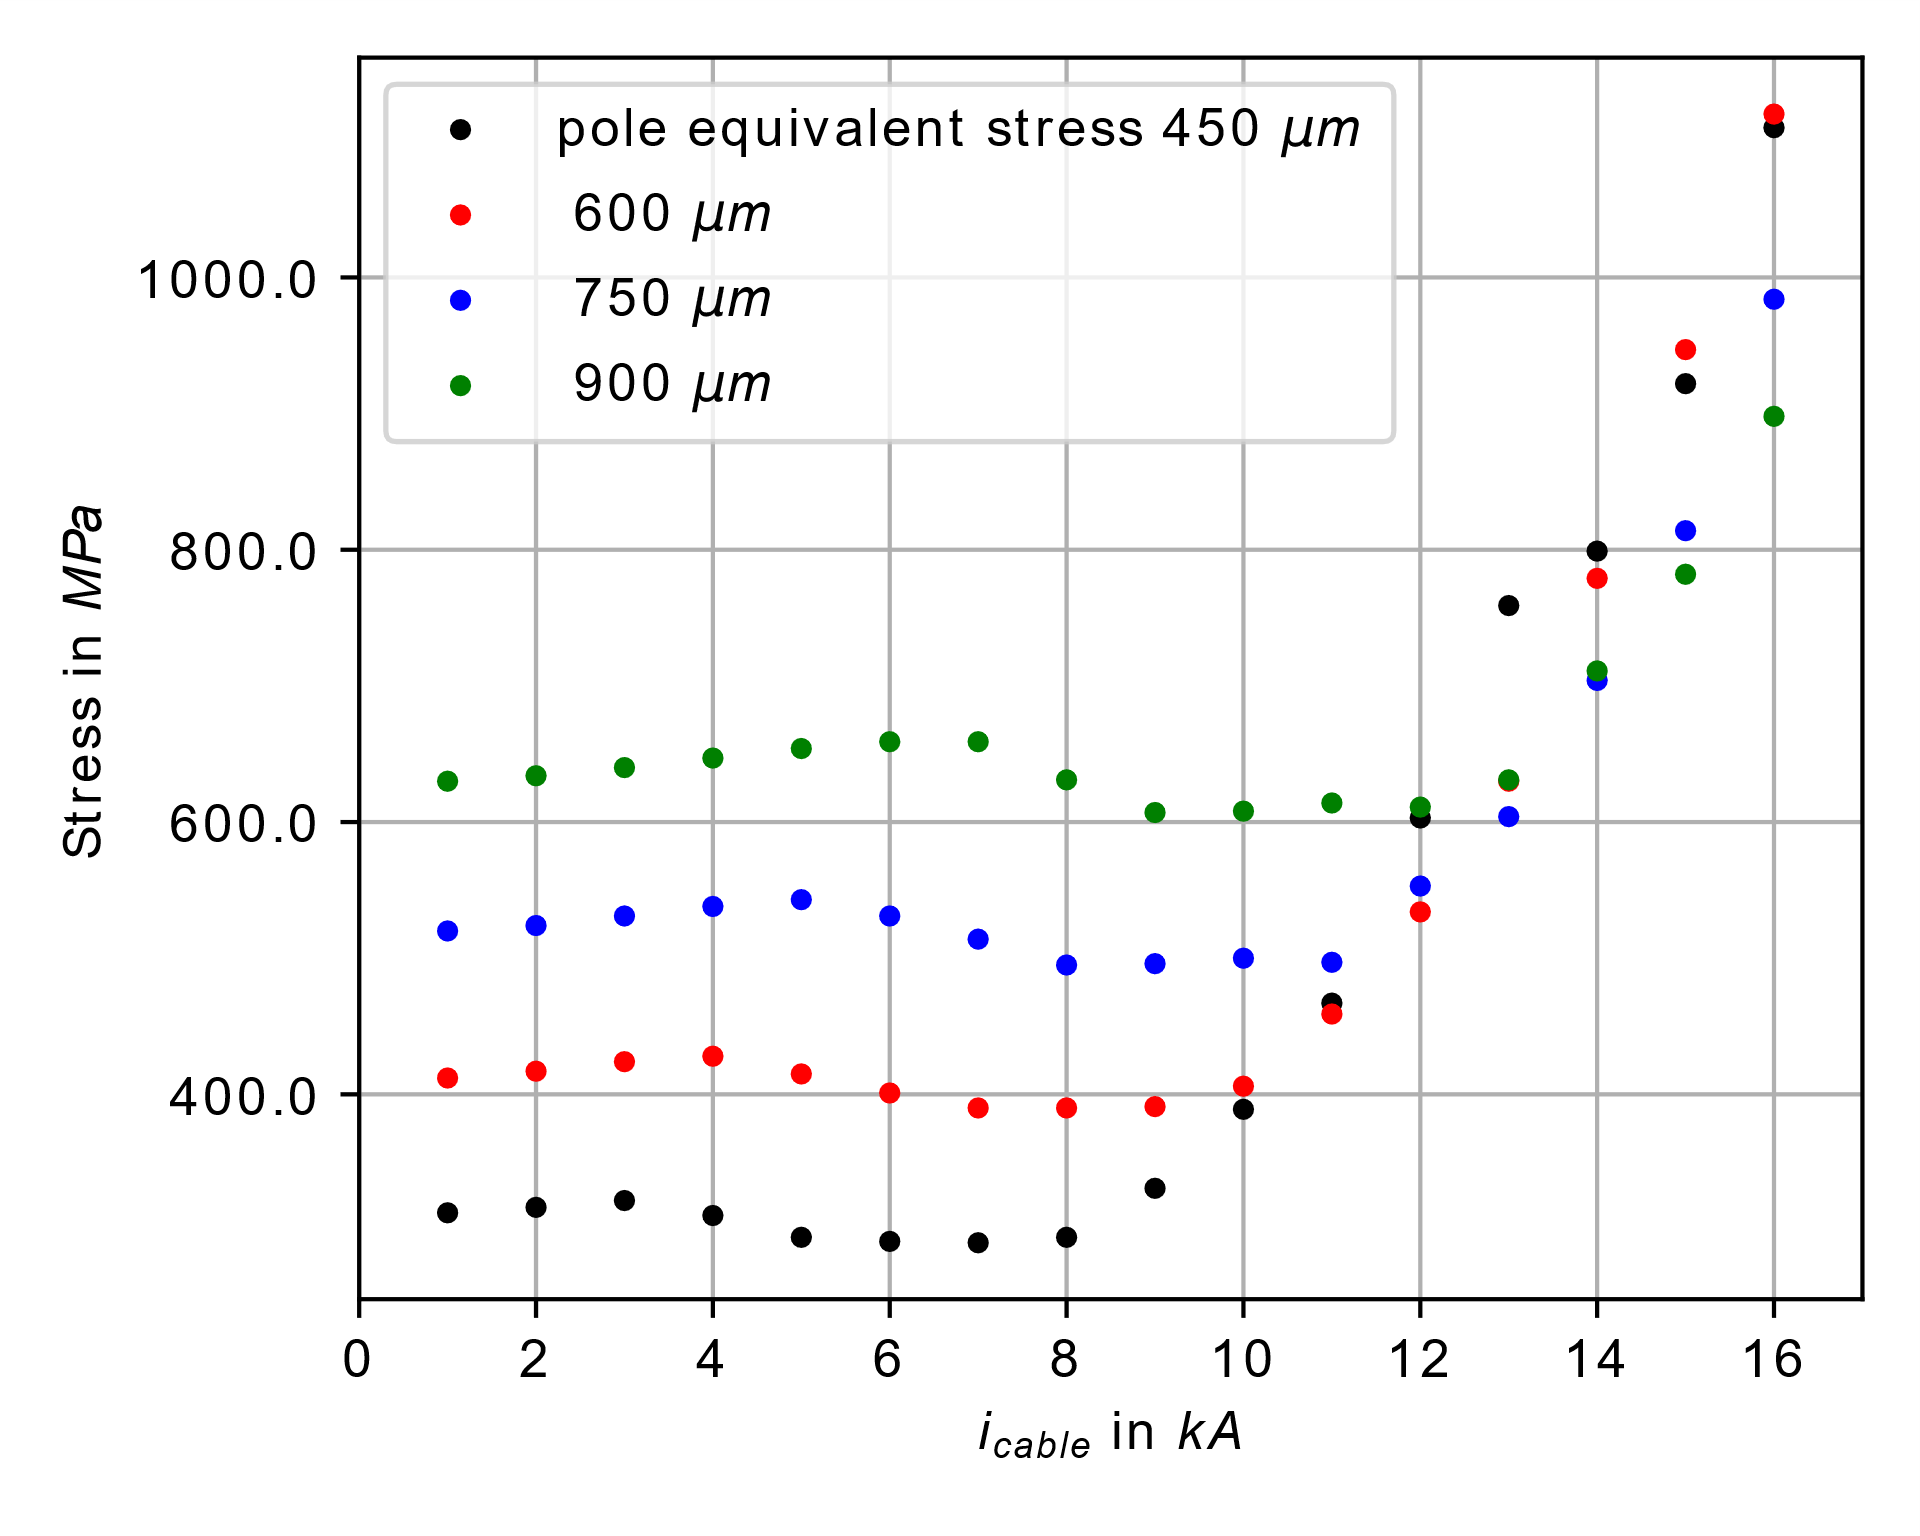 pole equivalent stress 450 µm
600 µm
750 µm
900 µm
1000.0
800.0
600.0
400.0
Stress in MPa
0 2 4 6 8 10 12 14 16
i_cable in kA